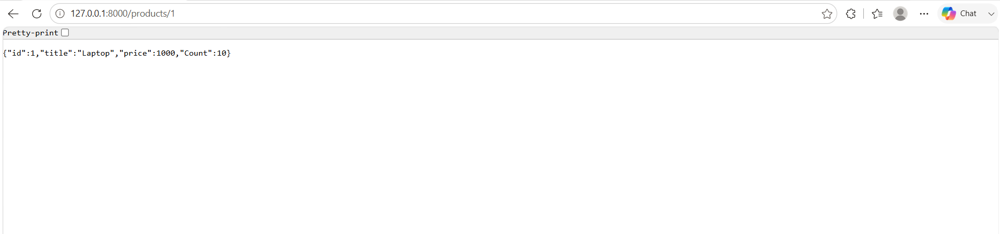 127.0.0.1:8000/products/1
Chat
Pretty-print
{"id":1,"title":"Laptop","price":1000,"Count":10}